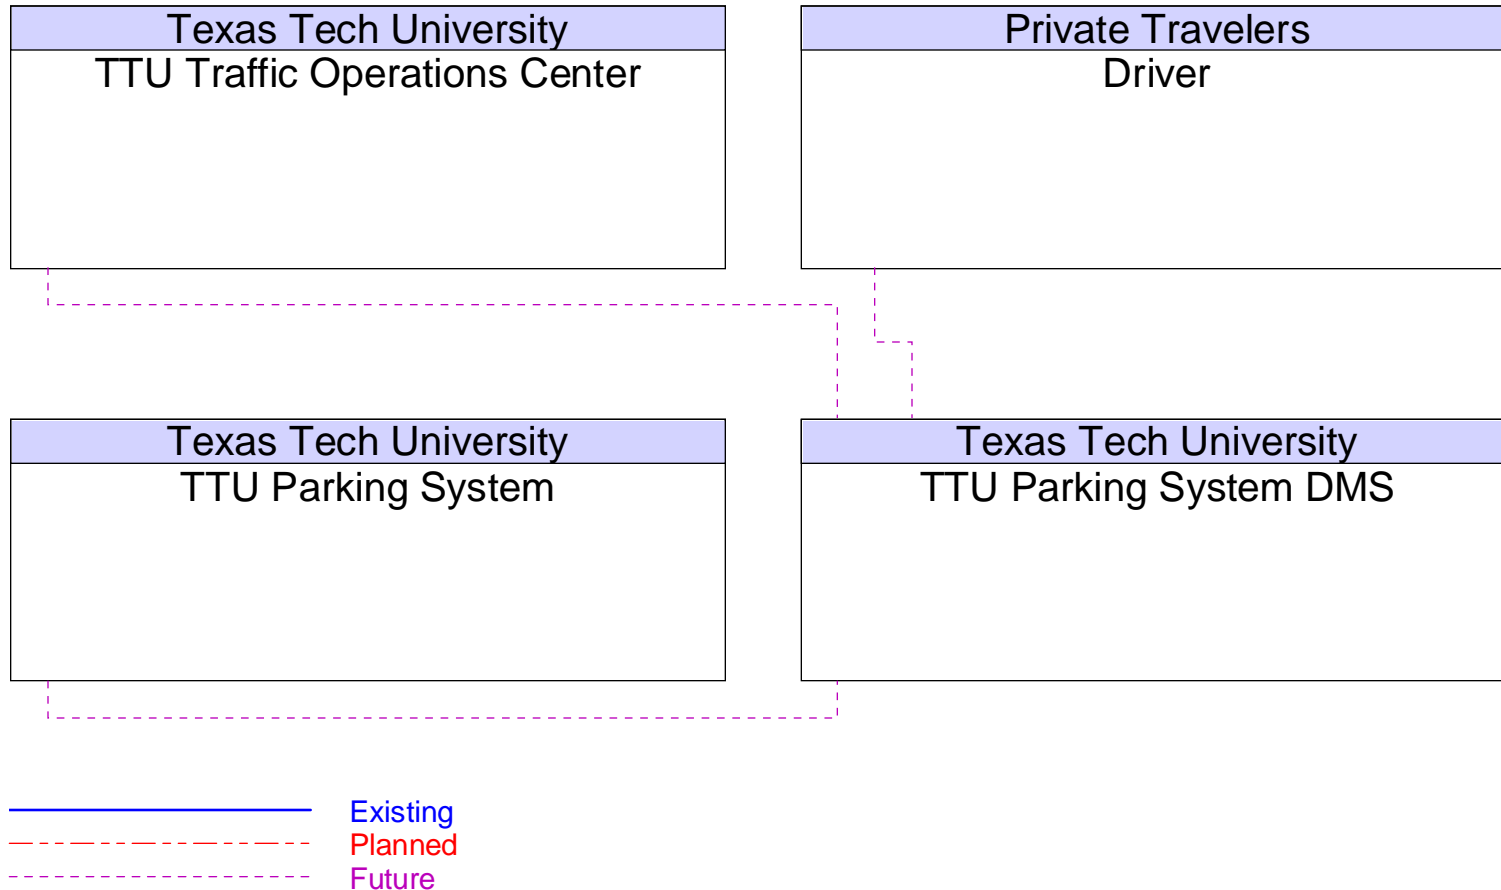 Texas Tech University
TTU Traffic Operations Center
Private Travelers
Driver
Texas Tech University
TTU Parking System
Texas Tech University
TTU Parking System DMS
Existing
Planned
Future